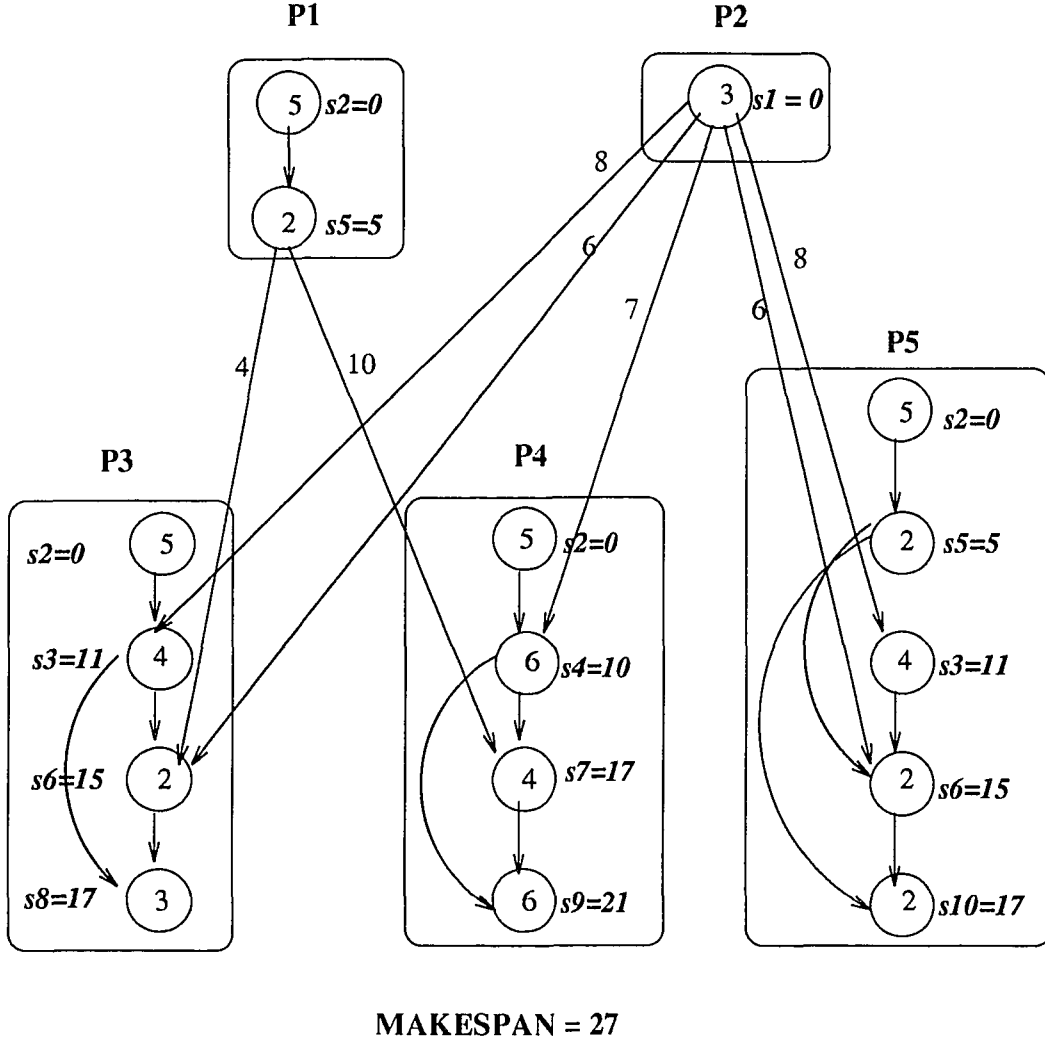 P1
P2
5 s2=0
3 s1 = 0
8
2 s5=5
6
8
7
6
4
10
P5
5 s2=0
P3
P4
s2=0 5
5 s2=0
2 s5=5
s3=11 4
6 s4=10
4 s3=11
s6=15 2
4 s7=17
2 s6=15
s8=17 3
6 s9=21
2 s10=17
MAKESPAN = 27